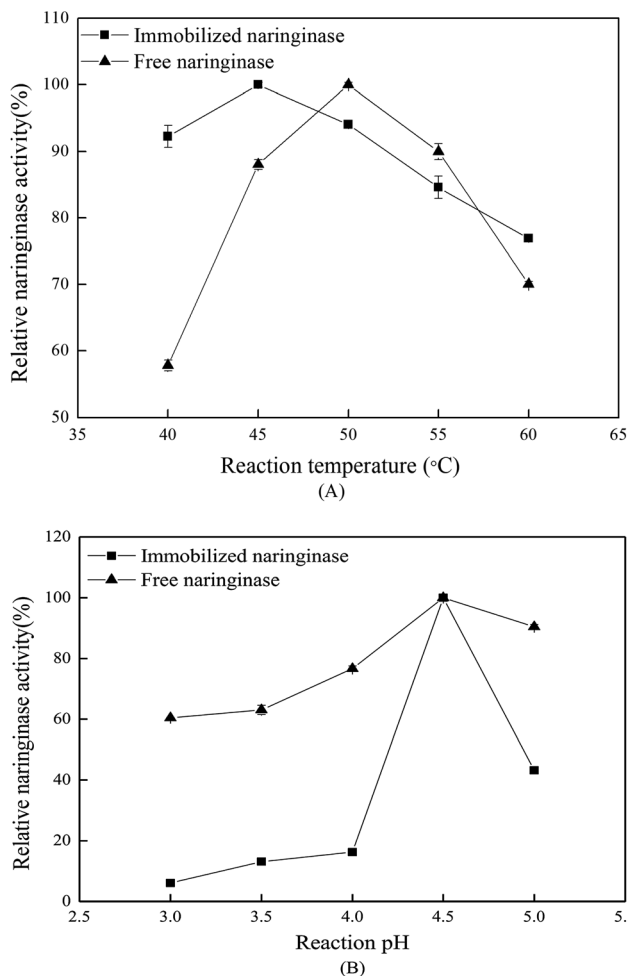 110
100
90
80
70
60
50
Relative naringinase activity(%)
Immobilized naringinase
Free naringinase
35 40 45 50 55 60 65
Reaction temperature (°C)
(A)
120
100
80
60
40
20
0
Relative naringinase activity(%)
Immobilized naringinase
Free naringinase
2.5 3.0 3.5 4.0 4.5 5.0 5.
Reaction pH
(B)